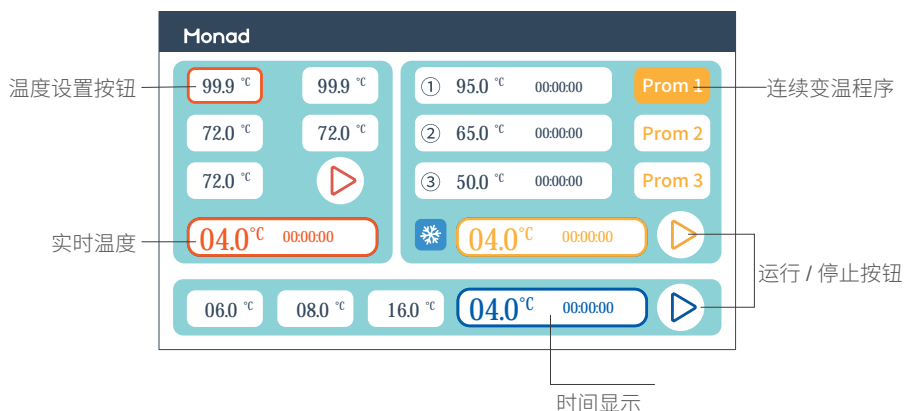 Monad
温度设置按钮
99.9 °C
99.9 °C
72.0 °C
72.0 °C
72.0 °C
实时温度
04.0°C 00:00:00
① 95.0 °C 00:00:00
Prom 1
连续变温程序
② 65.0 °C 00:00:00
Prom 2
③ 50.0 °C 00:00:00
Prom 3
04.0°C 00:00:00
运行 / 停止按钮
06.0 °C
08.0 °C
16.0 °C
04.0°C 00:00:00
时间显示